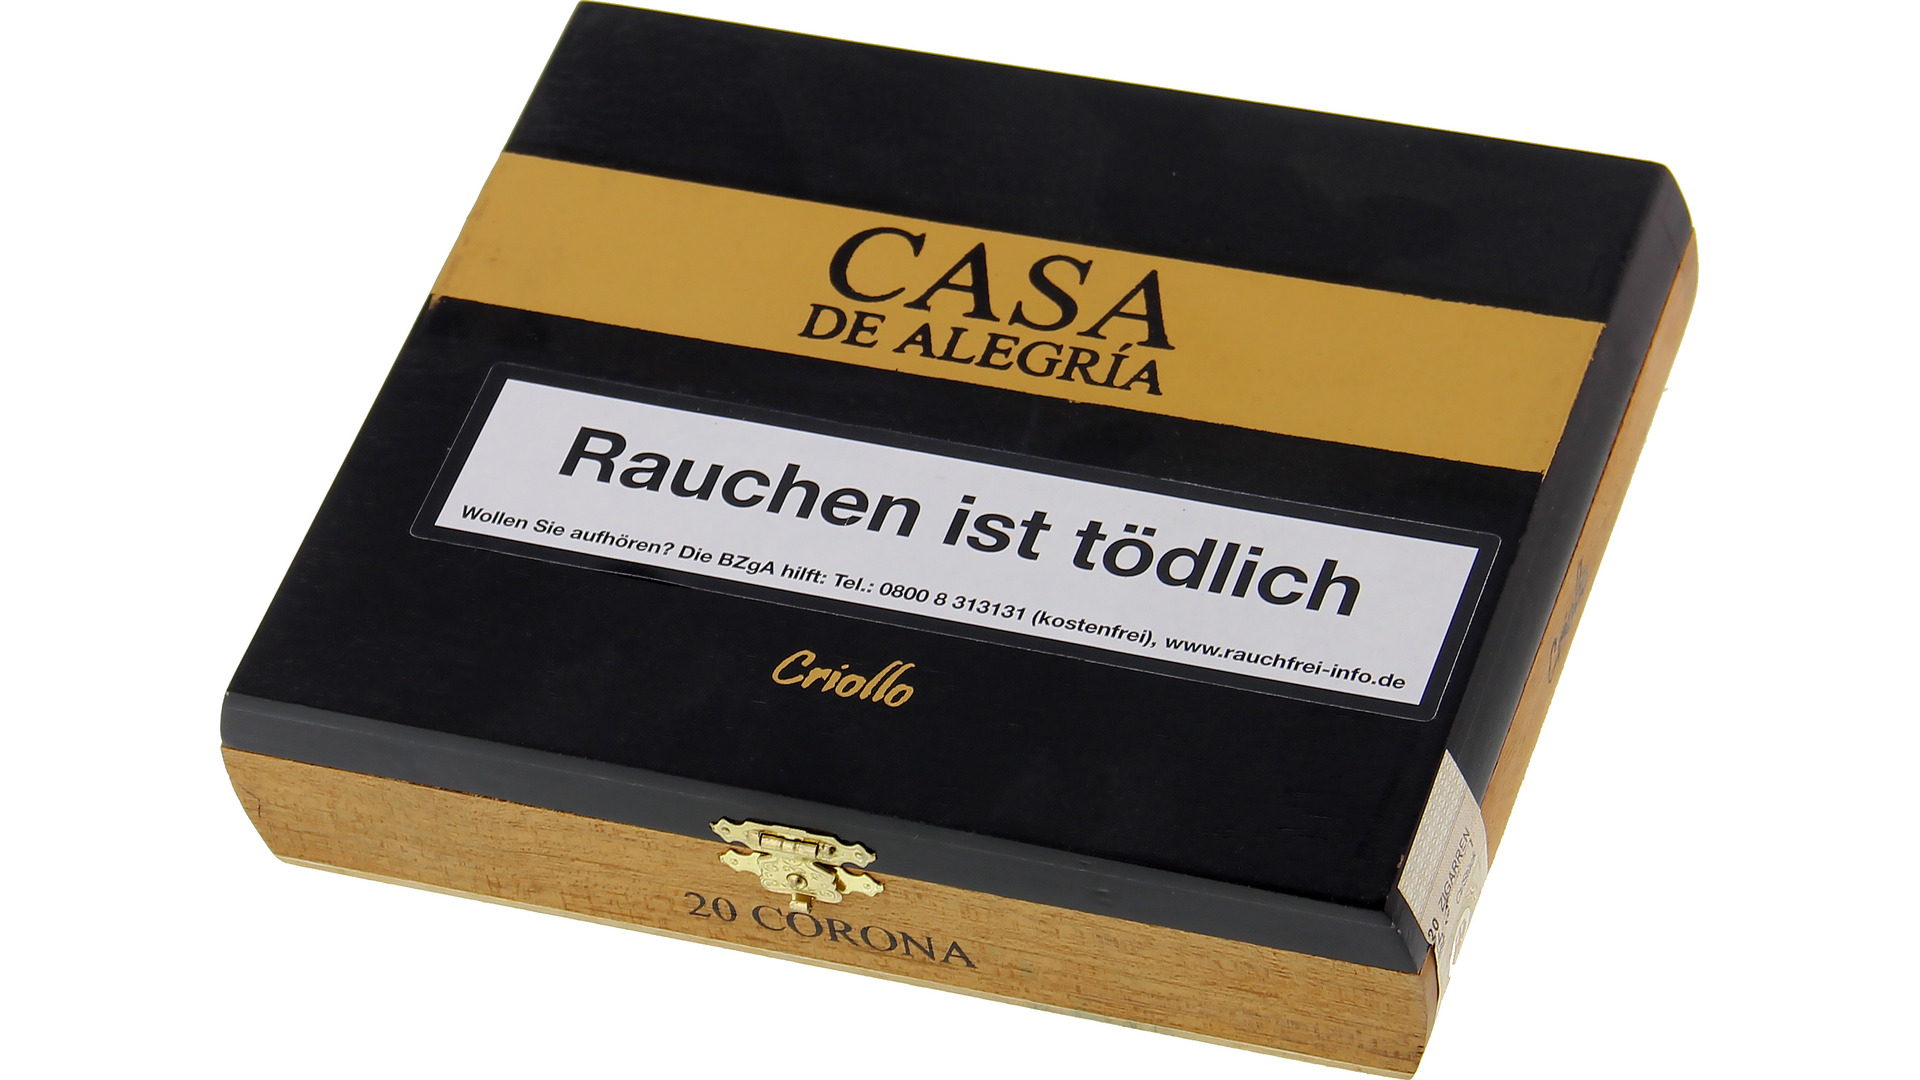 CASA
DE ALEGRÍA
Rauchen ist tödlich
Wollen Sie aufhören? Die BZgA hilft: Tel.: 0800 8 313131 (kostenfrei), www.rauchfrei-info.de
Criollo
20 CORONA
Criollo
20 ZIGARREN